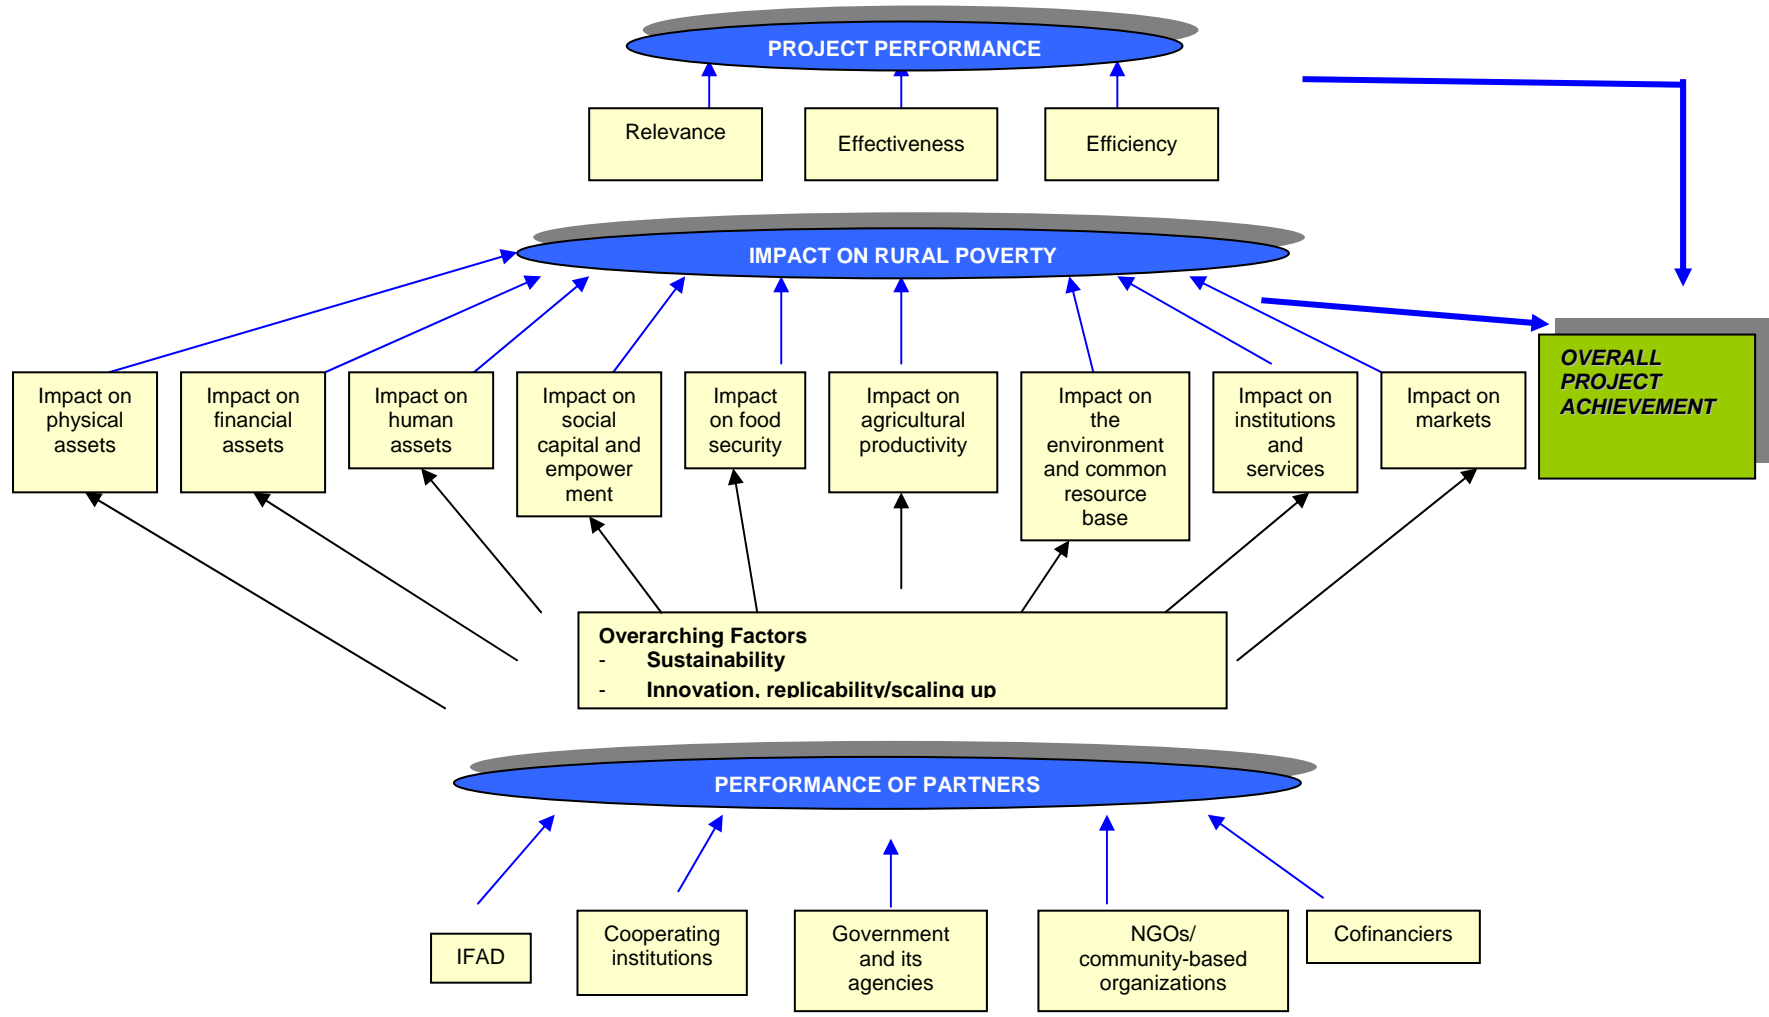 PROJECT PERFORMANCE
Relevance
Effectiveness
Efficiency
IMPACT ON RURAL POVERTY
Impact on
physical
assets
Impact on
financial
assets
Impact on
human
assets
Impact on
social
capital and
empower
ment
Impact
on food
security
Impact on
agricultural
productivity
Impact on
the
environment
and common
resource
base
Impact on
institutions
and
services
Impact on
markets
OVERALL
PROJECT
ACHIEVEMENT
Overarching Factors
- Sustainability
- Innovation, replicability/scaling up
PERFORMANCE OF PARTNERS
IFAD
Cooperating
institutions
Government
and its
agencies
NGOs/
community-based
organizations
Cofinanciers